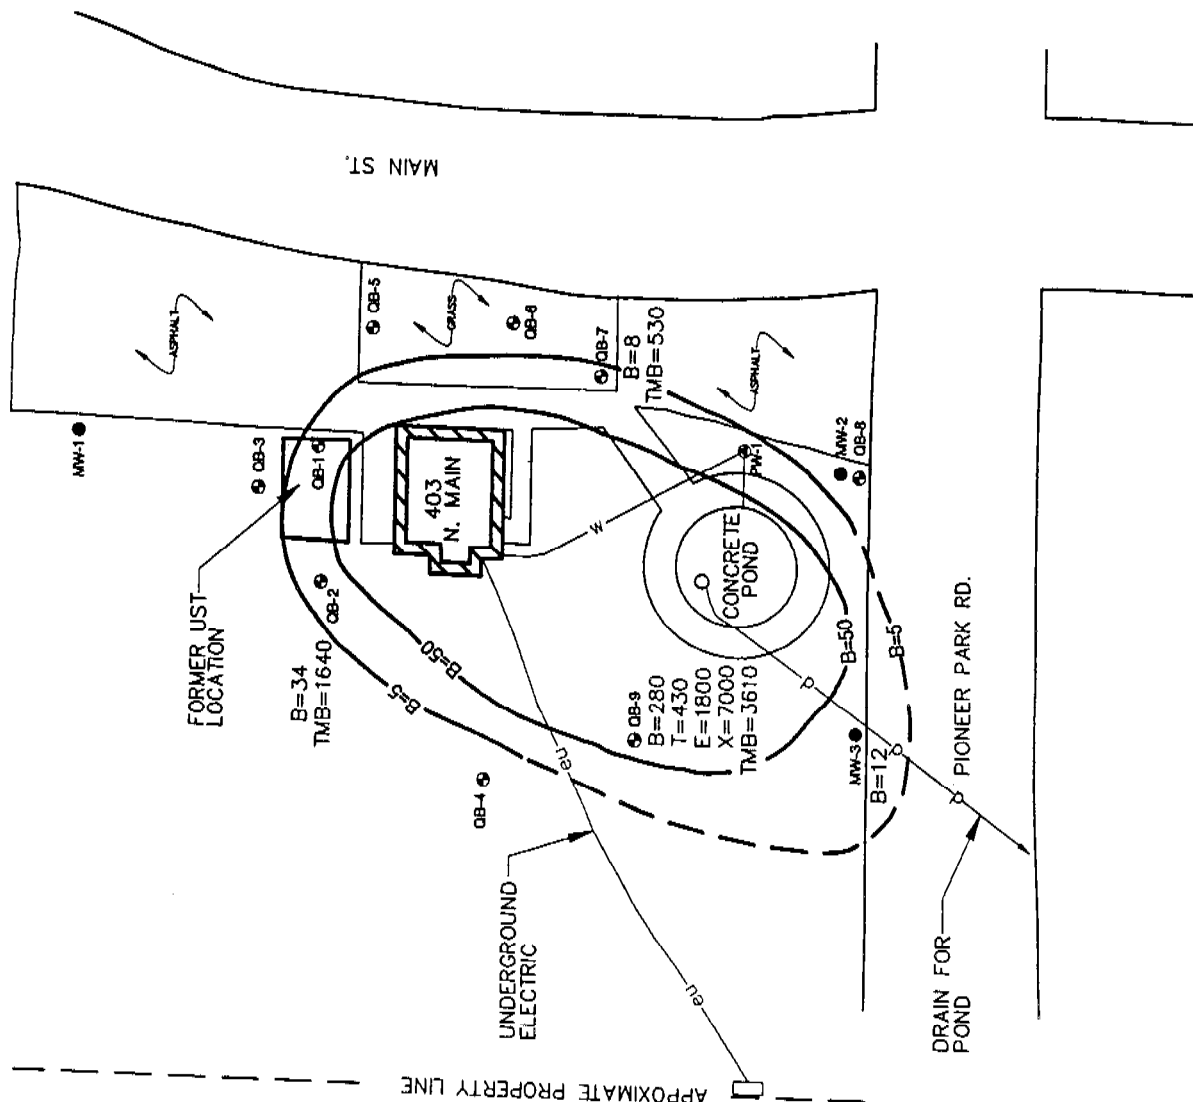 MAIN ST.
ASPHALT
QB-5
GRASS
QB-6
QB-7
B=8
TMB=530
ASPHALT
MW-1
QB-3
QB-1
403
N. MAIN
PW-1
MW-2
QB-8
W
CONCRETE
POND
FORMER UST
LOCATION
QB-2
B=34
TMB=1640
B=50
B=5
B=50
B=5
QB-9
B=280
T=430
E=1800
X=7000
TMB=3610
MW-3
B=12
PIONEER PARK RD.
QB-4
eu
UNDERGROUND
ELECTRIC
eu
DRAIN FOR
POND
APPOXIMATE PROPERTY LINE